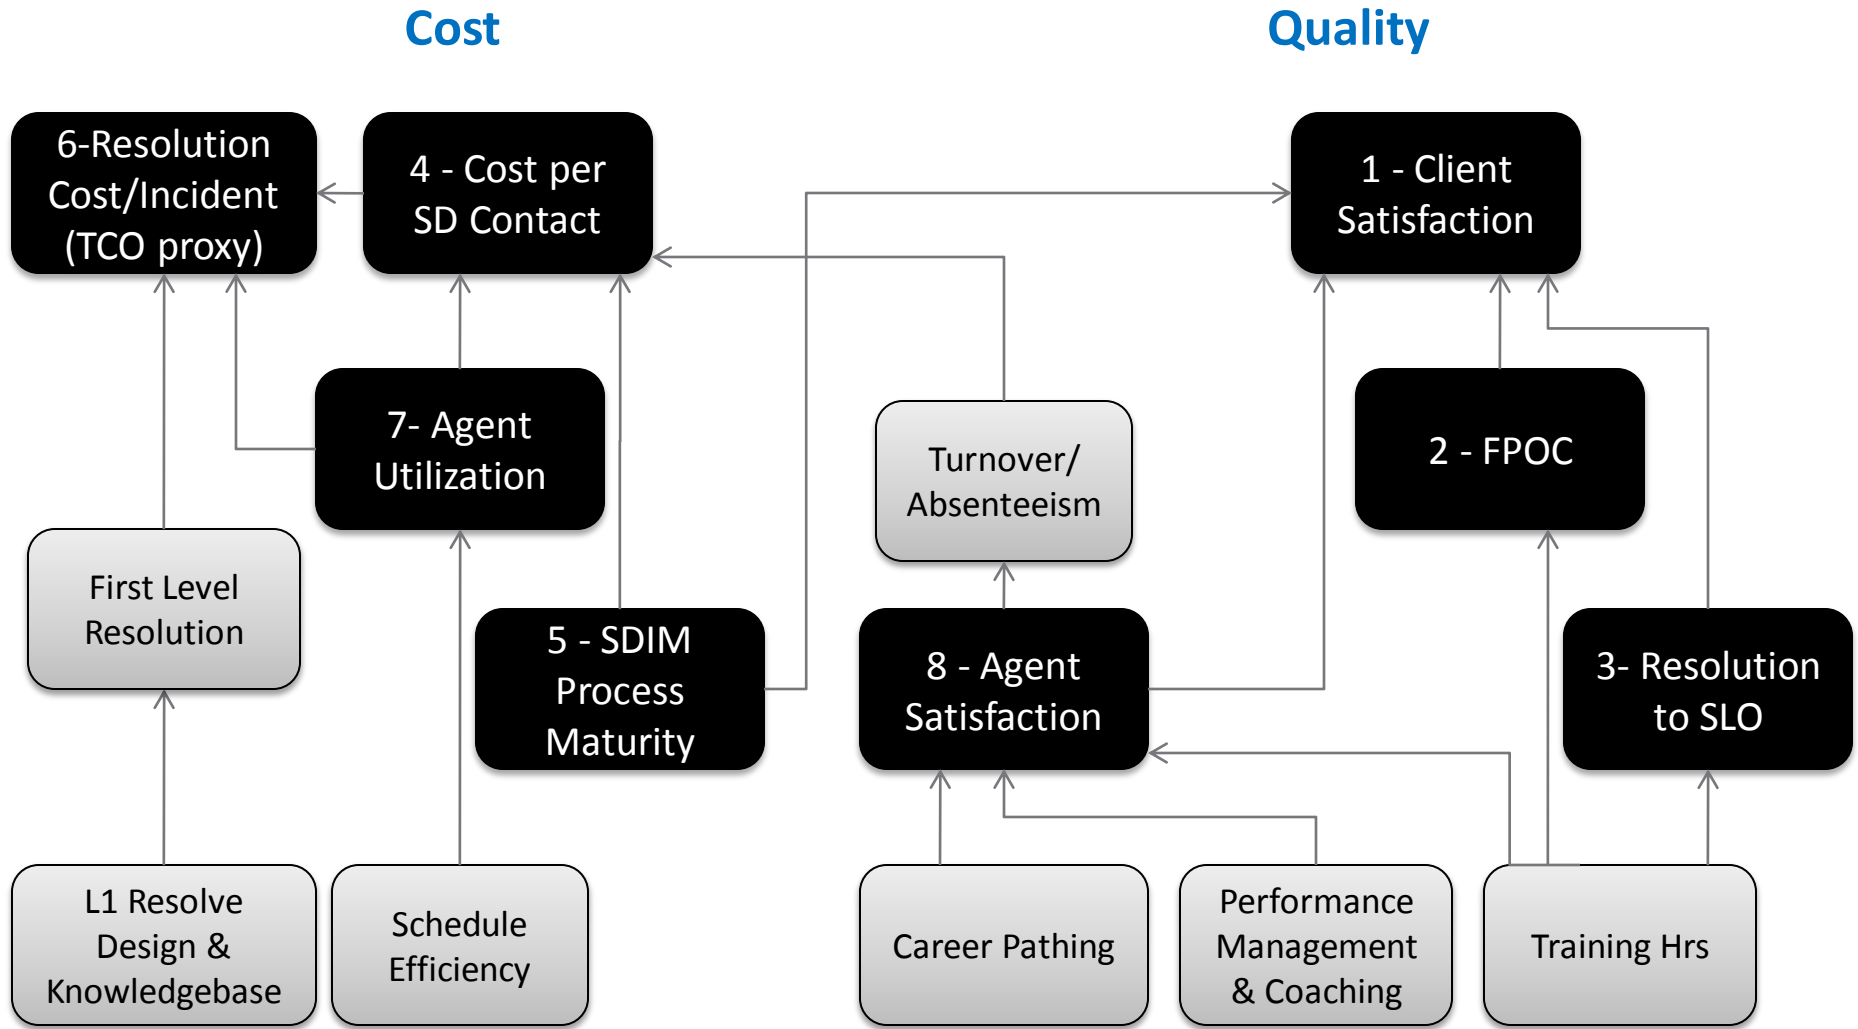 Cost
Quality
6-Resolution
Cost/Incident
(TCO proxy)
4 - Cost per
SD Contact
1 - Client
Satisfaction
7- Agent
Utilization
Turnover/
Absenteeism
2 - FPOC
First Level
Resolution
5 - SDIM
Process
Maturity
8 - Agent
Satisfaction
3- Resolution
to SLO
L1 Resolve
Design &
Knowledgebase
Schedule
Efficiency
Career Pathing
Performance
Management
& Coaching
Training Hrs